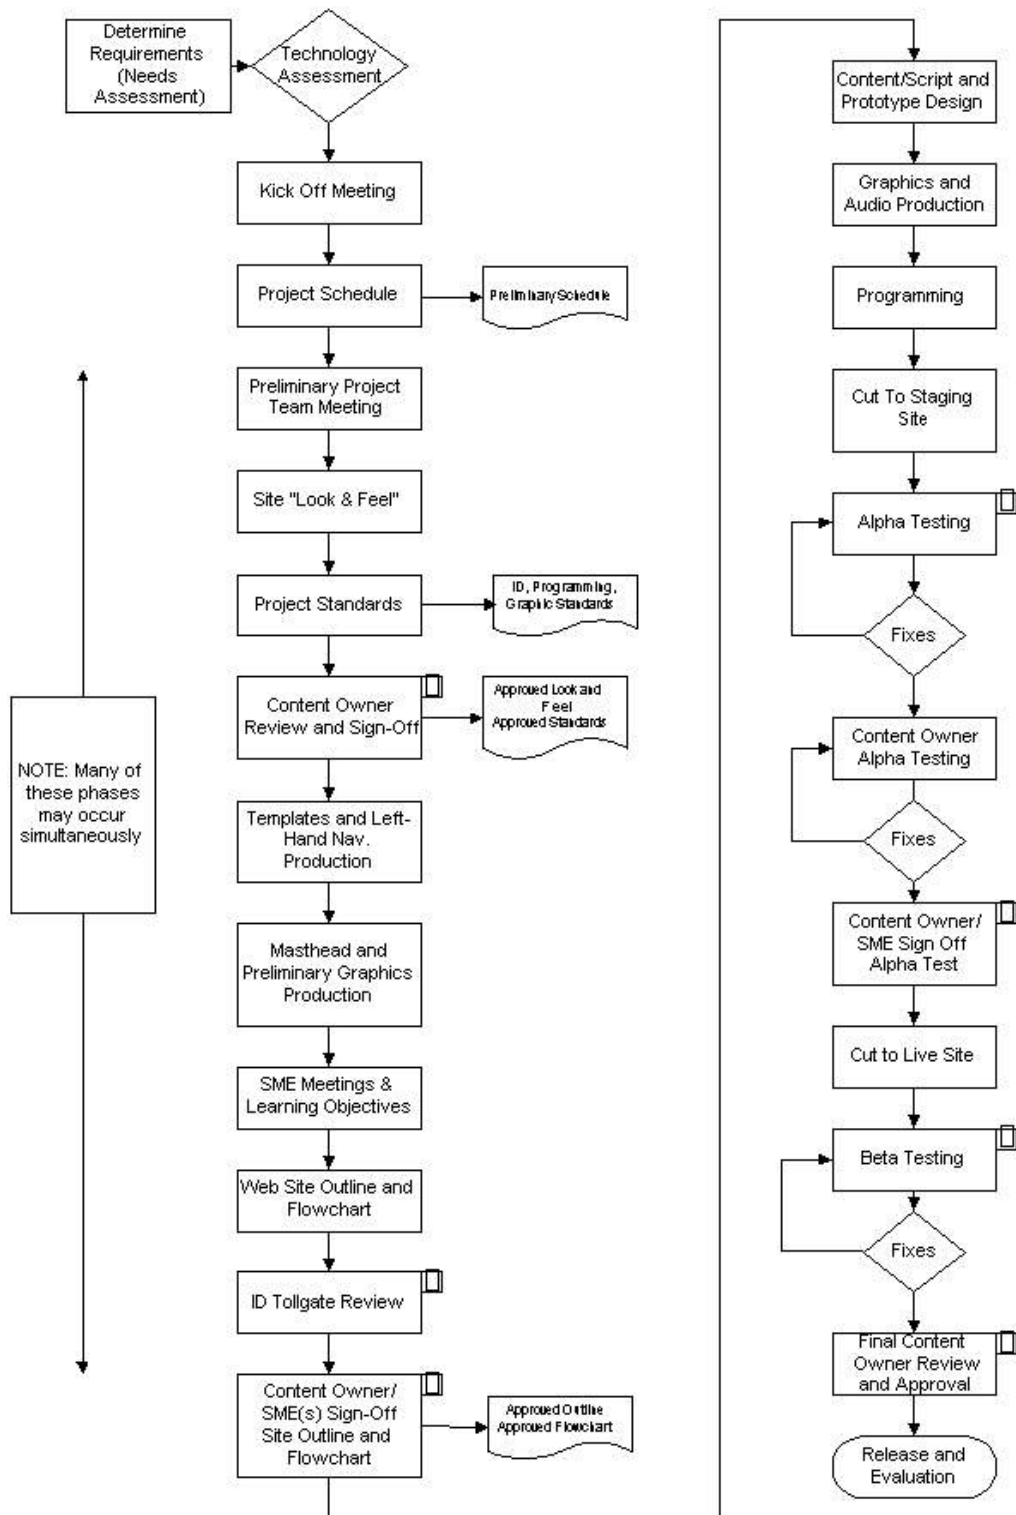 Determine
Requirements
(Needs
Assessment)
Technology
Assessment
Kick Off Meeting
Project Schedule
Preliminary Schedule
Preliminary Project
Team Meeting
Site "Look & Feel"
Project Standards
ID, Programming,
Graphic Standards
Content Owner
Review and Sign-Off
Approved Look and
Feel
Approved Standards
NOTE: Many of
these phases
may occur
simultaneously
Templates and Left-
Hand Nav.
Production
Masthead and
Preliminary Graphics
Production
SME Meetings &
Learning Objectives
Web Site Outline and
Flowchart
ID Tollgate Review
Content Owner/
SME(s) Sign-Off
Site Outline and
Flowchart
Approved Outline
Approved Flowchart
Content/Script and
Prototype Design
Graphics and
Audio Production
Programming
Cut To Staging
Site
Alpha Testing
Fixes
Content Owner
Alpha Testing
Fixes
Content Owner/
SME Sign Off
Alpha Test
Cut to Live Site
Beta Testing
Fixes
Final Content
Owner Review
and Approval
Release and
Evaluation